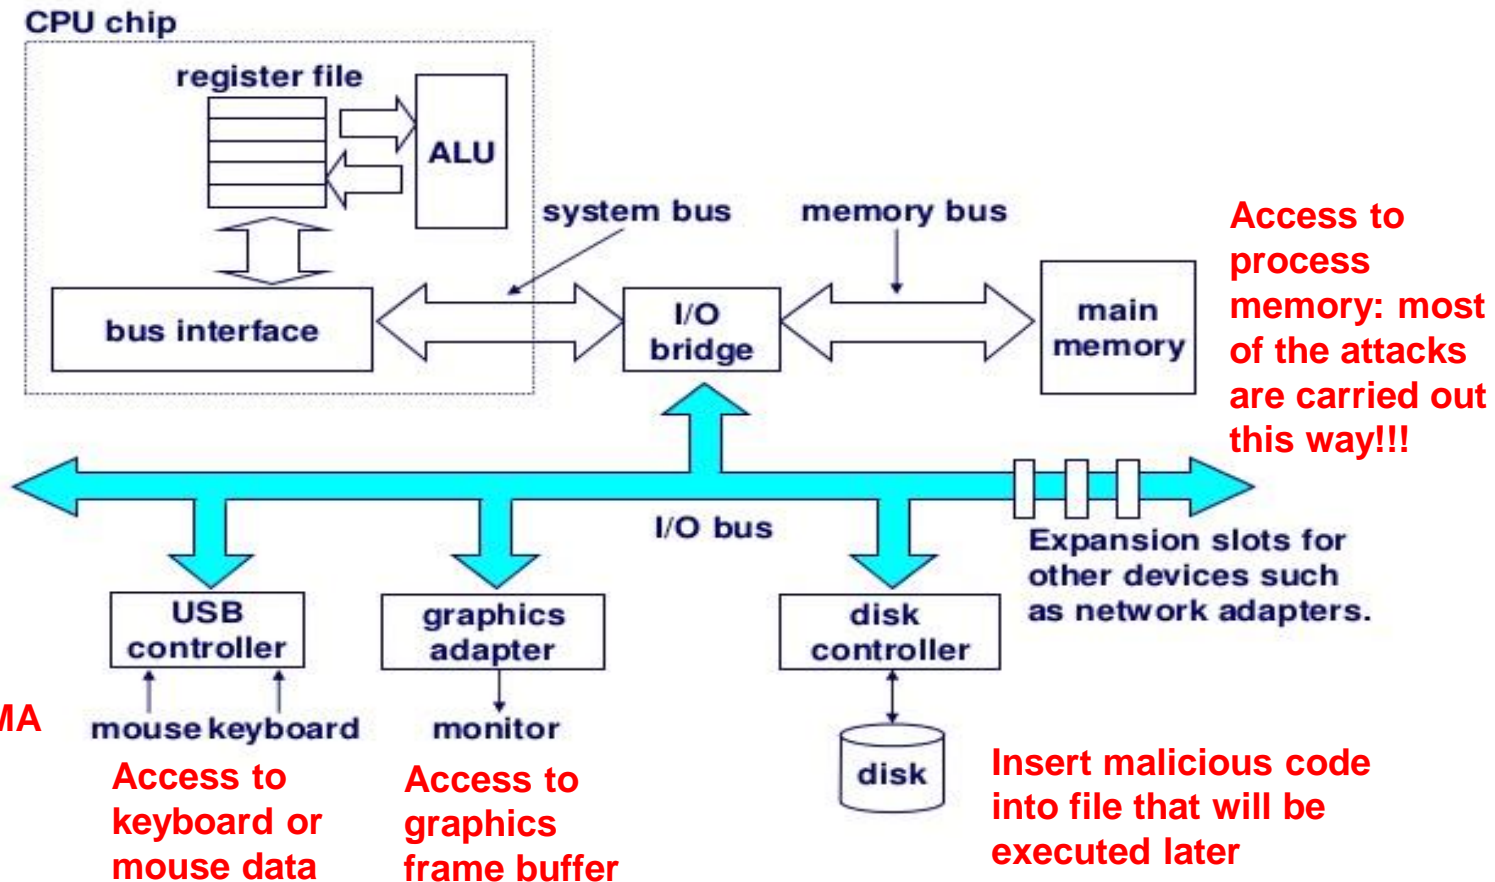 CPU chip
register file
ALU
system bus
memory bus
bus interface
I/O
bridge
main
memory
Access to
process
memory: most
of the attacks
are carried out
this way!!!
I/O bus
Expansion slots for
other devices such
as network adapters.
USB
controller
graphics
adapter
disk
controller
MA
mouse keyboard
monitor
disk
Access to
keyboard or
mouse data
Access to
graphics
frame buffer
Insert malicious code
into file that will be
executed later